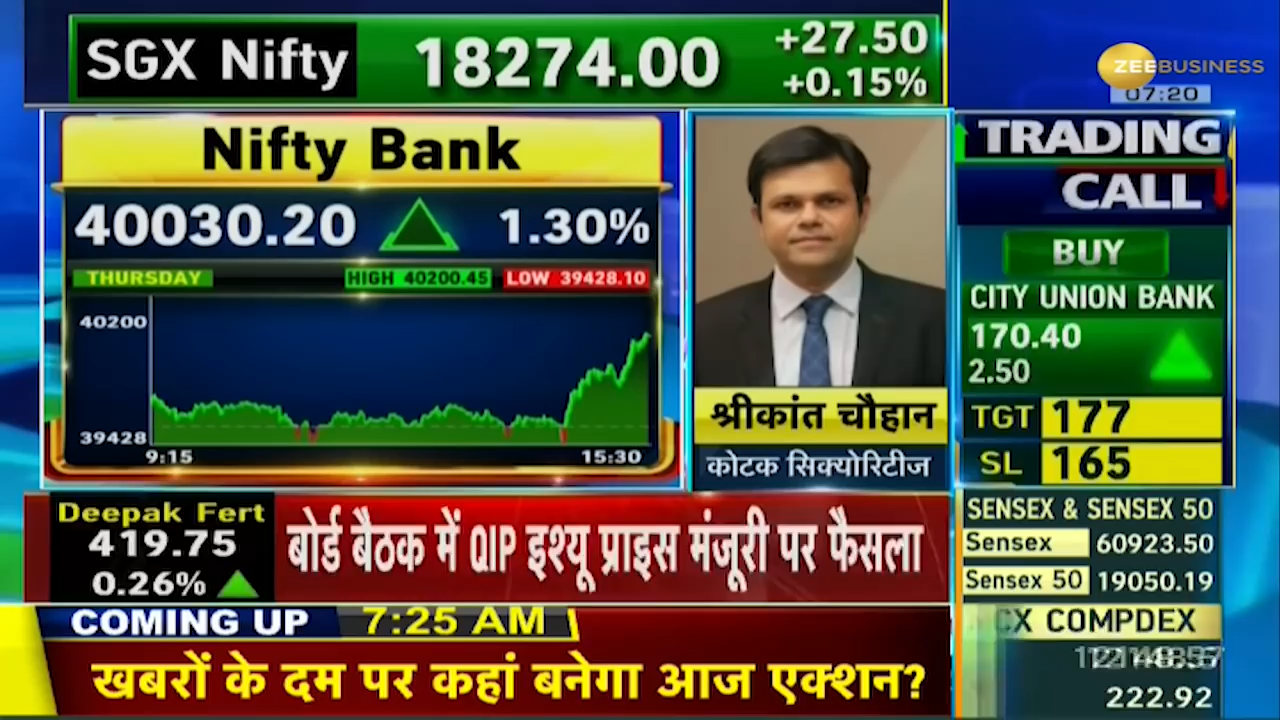 SGX Nifty
18274.00
+27.50
+0.15%
ZEEBUSINESS
07:20
Nifty Bank
40030.20
1.30%
THURSDAY
HIGH 40200.45
LOW 39428.10
40200
39428
9:15
15:30
श्रीकांत चौहान
कोटक सिक्योरिटीज
TRADING
CALL
BUY
CITY UNION BANK
170.40
2.50
TGT 177
SL 165
Deepak Fert
419.75
0.26%
बोर्ड बैठक में QIP इश्यू प्राइस मंजूरी पर फैसला
SENSEX & SENSEX 50
Sensex 60923.50
Sensex 50 19050.19
CX COMPDEX
222.92
COMING UP 7:25 AM
खबरों के दम पर कहां बनेगा आज एक्शन?